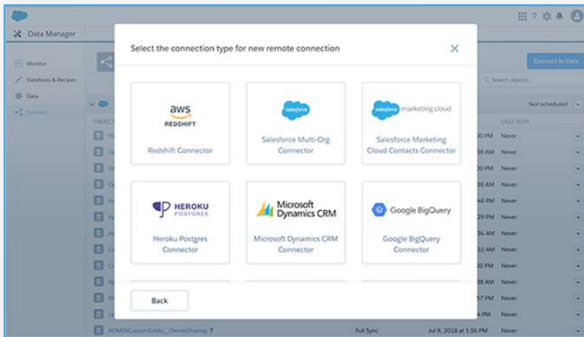 Data Manager
Select the connection type for new remote connection
Connect to Data
Monitor
Dataflows & Recipes
Search objects...
Data
Connect
Not scheduled
aws
REDSHIFT
Redshift Connector
salesforce
Salesforce Multi-Org
Connector
salesforce marketing cloud
Salesforce Marketing
Cloud Contacts Connector
LAST RUN
Never
Never
Never
Never
Never
Never
Never
Never
Never
Never
Never
Never
HEROKU
POSTGRES
Heroku Postgres
Connector
Microsoft
Dynamics CRM
Microsoft Dynamics CRM
Connector
Google BigQuery
Google BigQuery
Connector
Back
ADMINCustomEntity__OwnerSharing 7
Full Sync
Jul 9, 2018 at 1:56 PM
Never